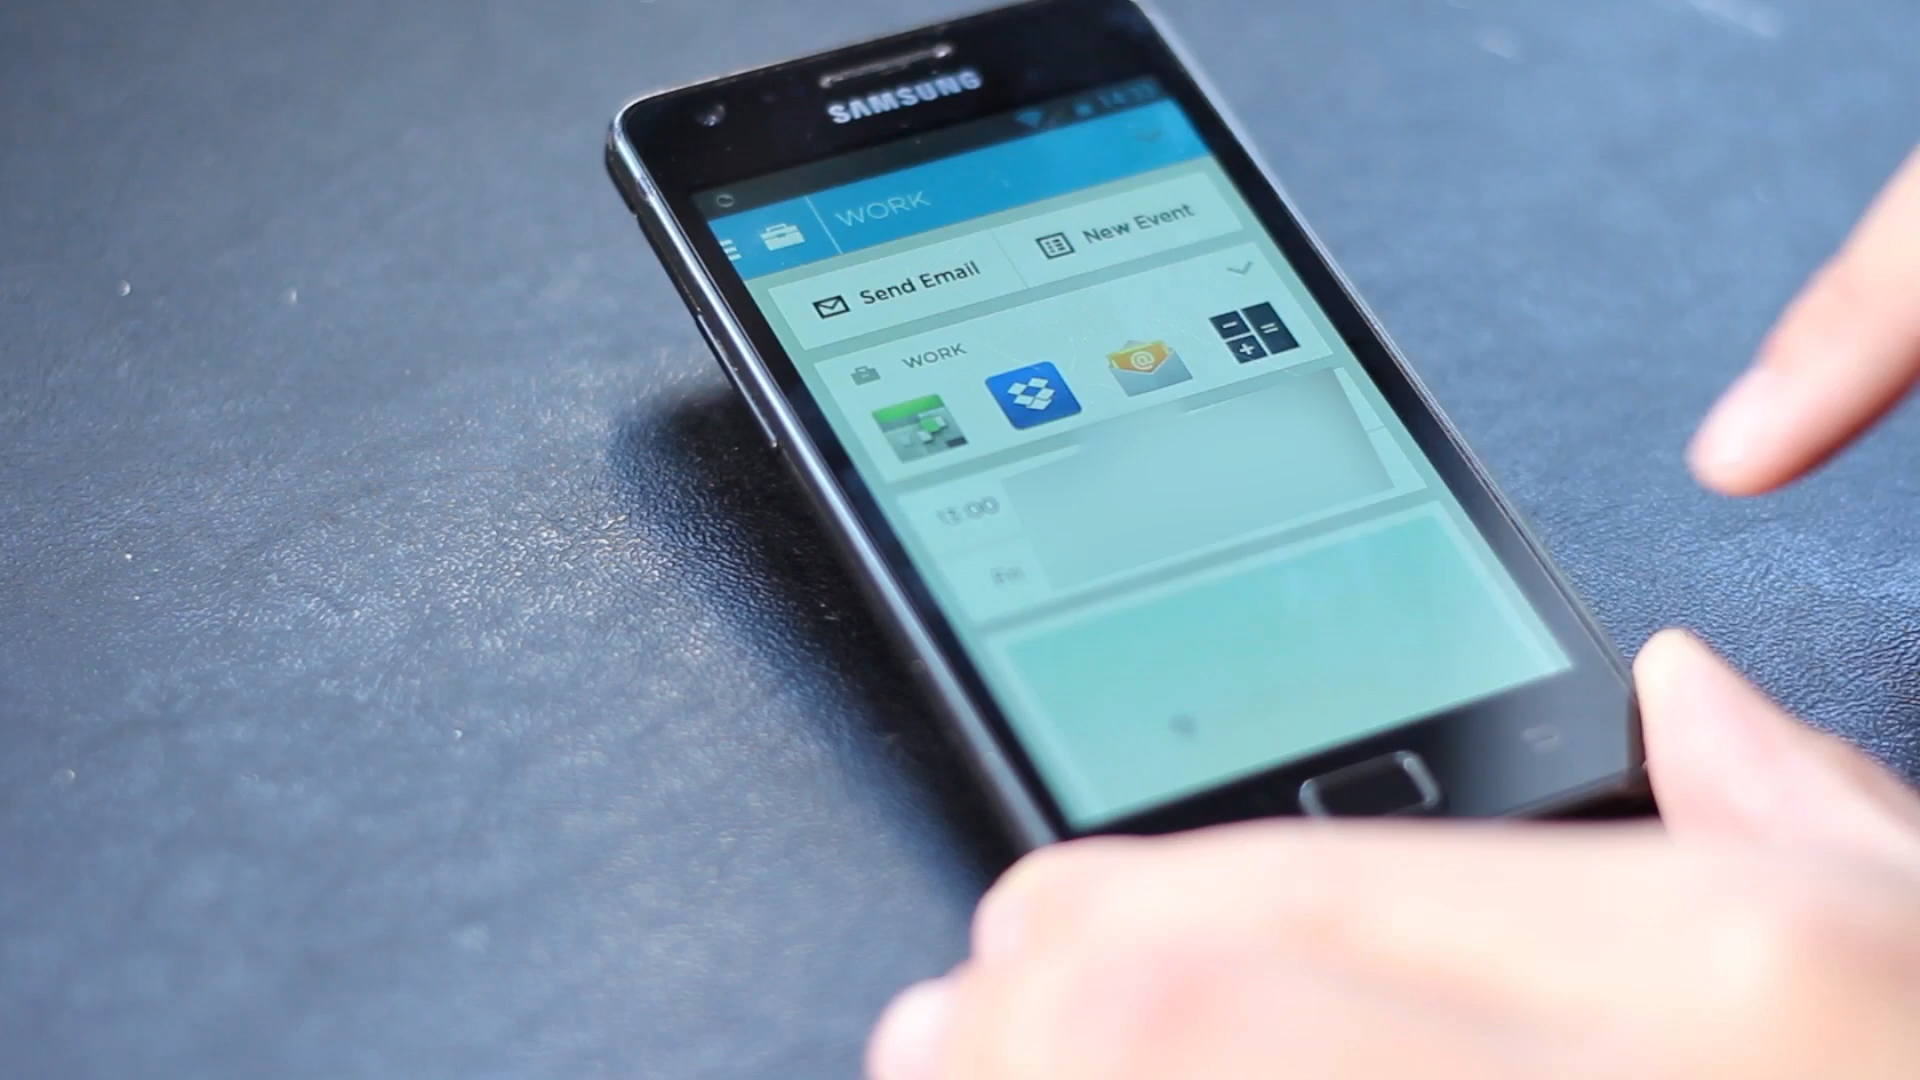 SAMSUNG
WORK
Send Email
New Event
WORK